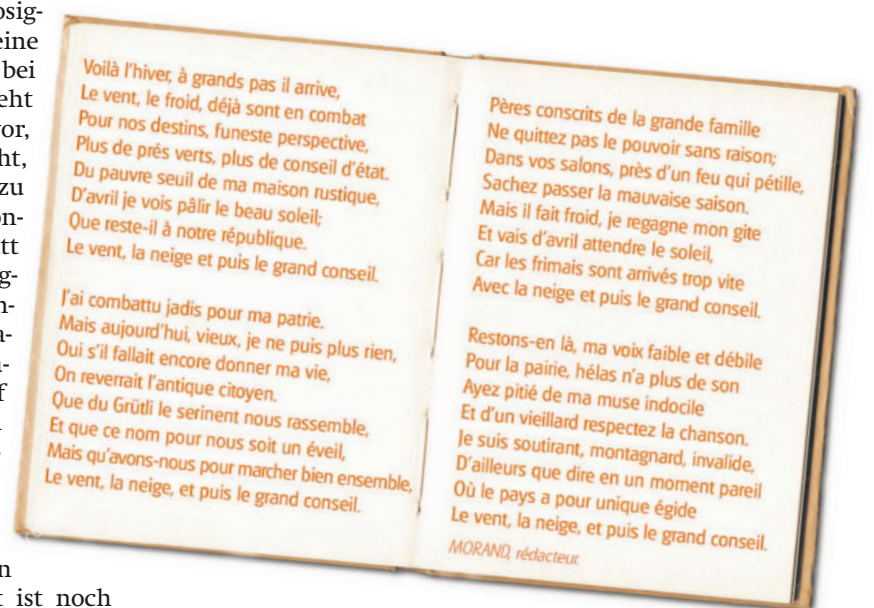 osig-
eine
bei
eht
vor,
ht,
zu
on-
tt
g-
n-
a-
n-
f
Voilà l'hiver, à grands pas il arrive,
Le vent, le froid, déjà sont en combat
Pour nos destins, funeste perspective,
Plus de prés verts, plus de conseil d'état.
Du pauvre seuil de ma maison rustique,
D'avril je vois pâlir le beau soleil;
Que reste-il à notre république.
Le vent, la neige et puis le grand conseil.
J'ai combattu jadis pour ma patrie.
Mais aujourd'hui, vieux, je ne puis plus rien,
Oui s'il fallait encore donner ma vie,
On reverrait l'antique citoyen.
Que du Grütli le serinent nous rassemble,
Et que ce nom pour nous soit un éveil,
Mais qu'avons-nous pour marcher bien ensemble,
Le vent, la neige, et puis le grand conseil.
Pères conscrits de la grande famille
Ne quittez pas le pouvoir sans raison;
Dans vos salons, près d'un feu qui pétille,
Sachez passer la mauvaise saison.
Mais il fait froid, je regagne mon gite
Et vais d'avril attendre le soleil,
Car les frimais sont arrivés trop vite
Avec la neige et puis le grand conseil.
Restons-en là, ma voix faible et débile
Pour la pairie, hélas n'a plus de son
Ayez pitié de ma muse indocile
Et d'un vieillard respectez la chanson.
Je suis soutirant, montagnard, invalide,
D'ailleurs que dire en un moment pareil
Où le pays a pour unique égide
Le vent, la neige, et puis le grand conseil.
MORAND, rédacteur.
n
t ist noch